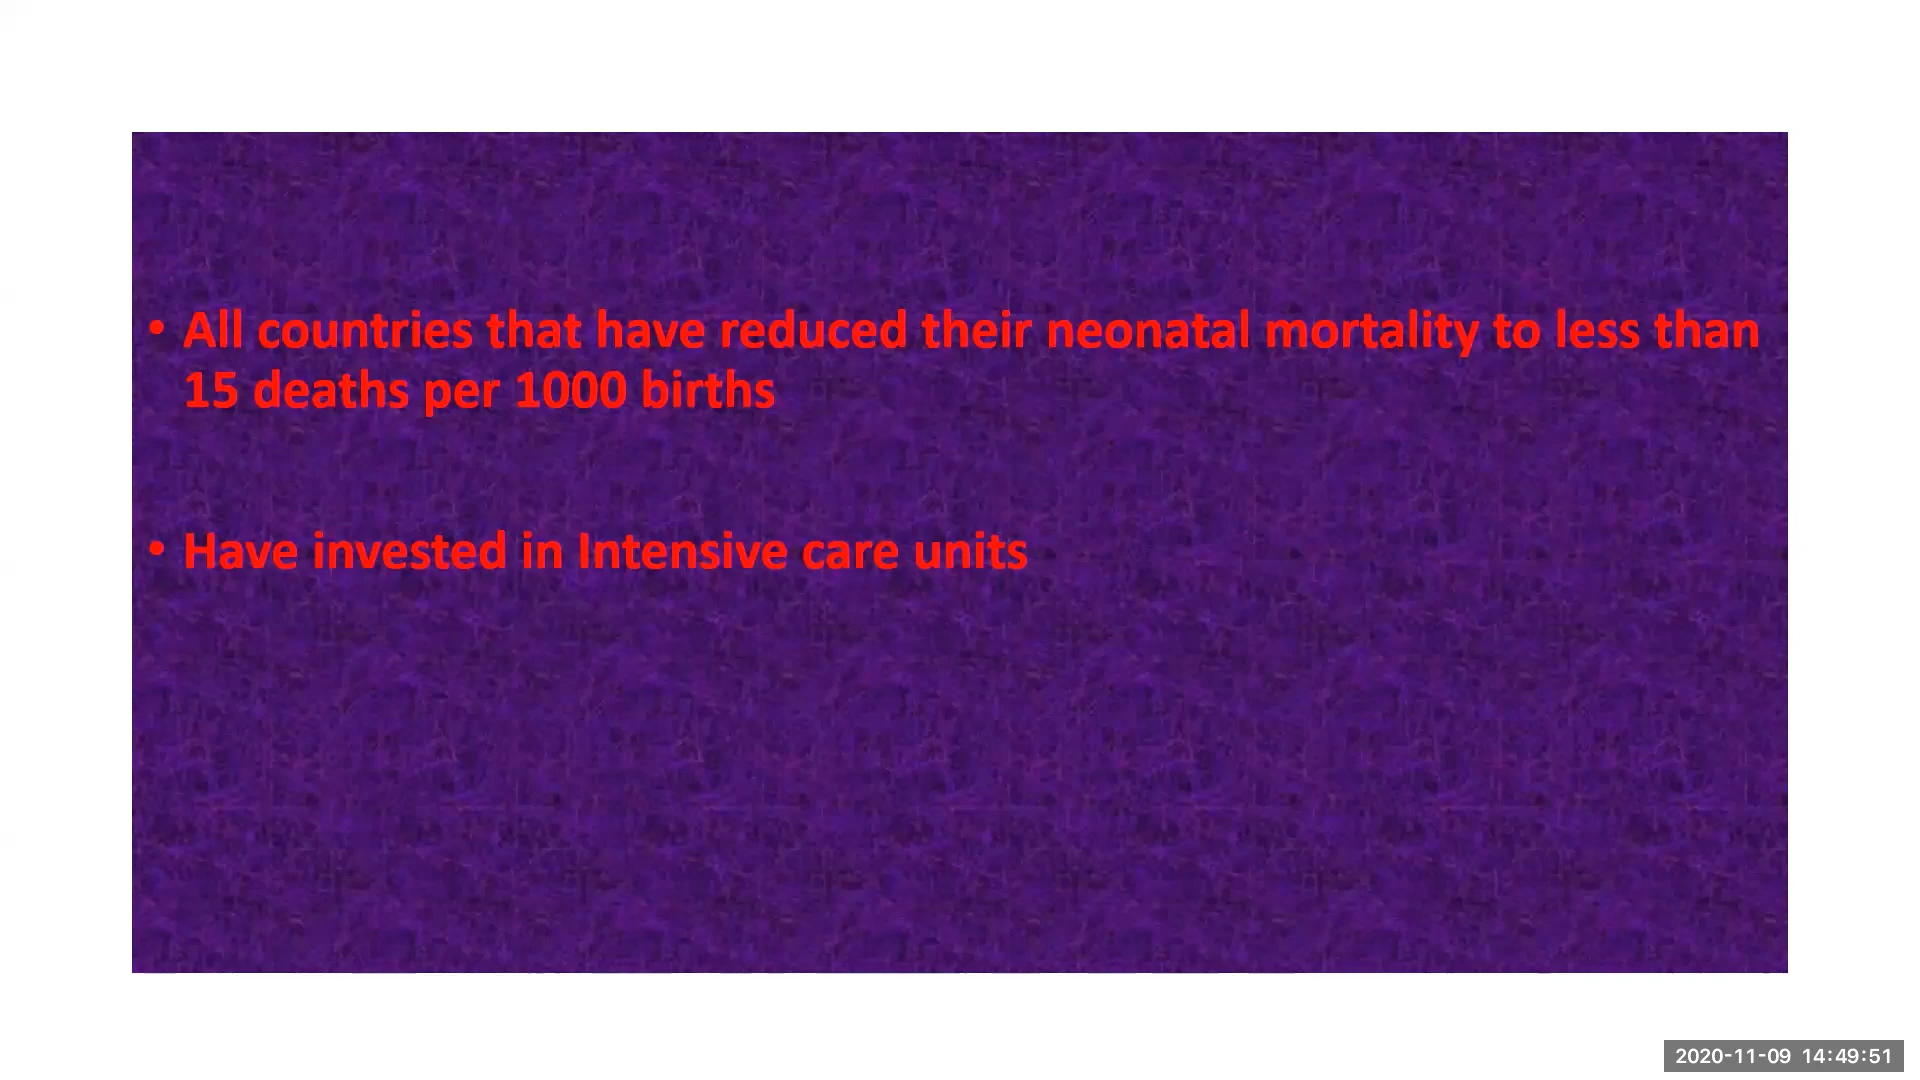 • All countries that have reduced their neonatal mortality to less than
15 deaths per 1000 births
• Have invested in Intensive care units
2020-11-09 14:49:51